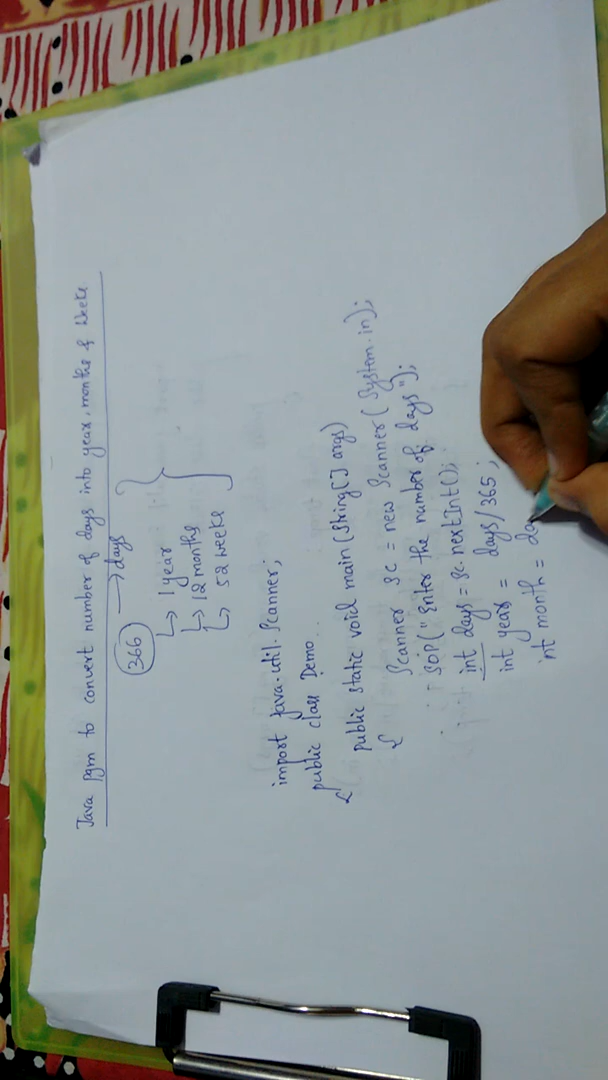 Java pgm to convert number of days into year, months & Weeks
366 → days
↳ 1 year
↳ 12 months
↳ 52 weeks
import java.util.Scanner;
public class Demo
{
public static void main(String[] args)
{
Scanner sc = new Scanner(System.in);
SOP("Enter the number of days");
int days = sc.nextInt();
int year = days/365;
int month = da